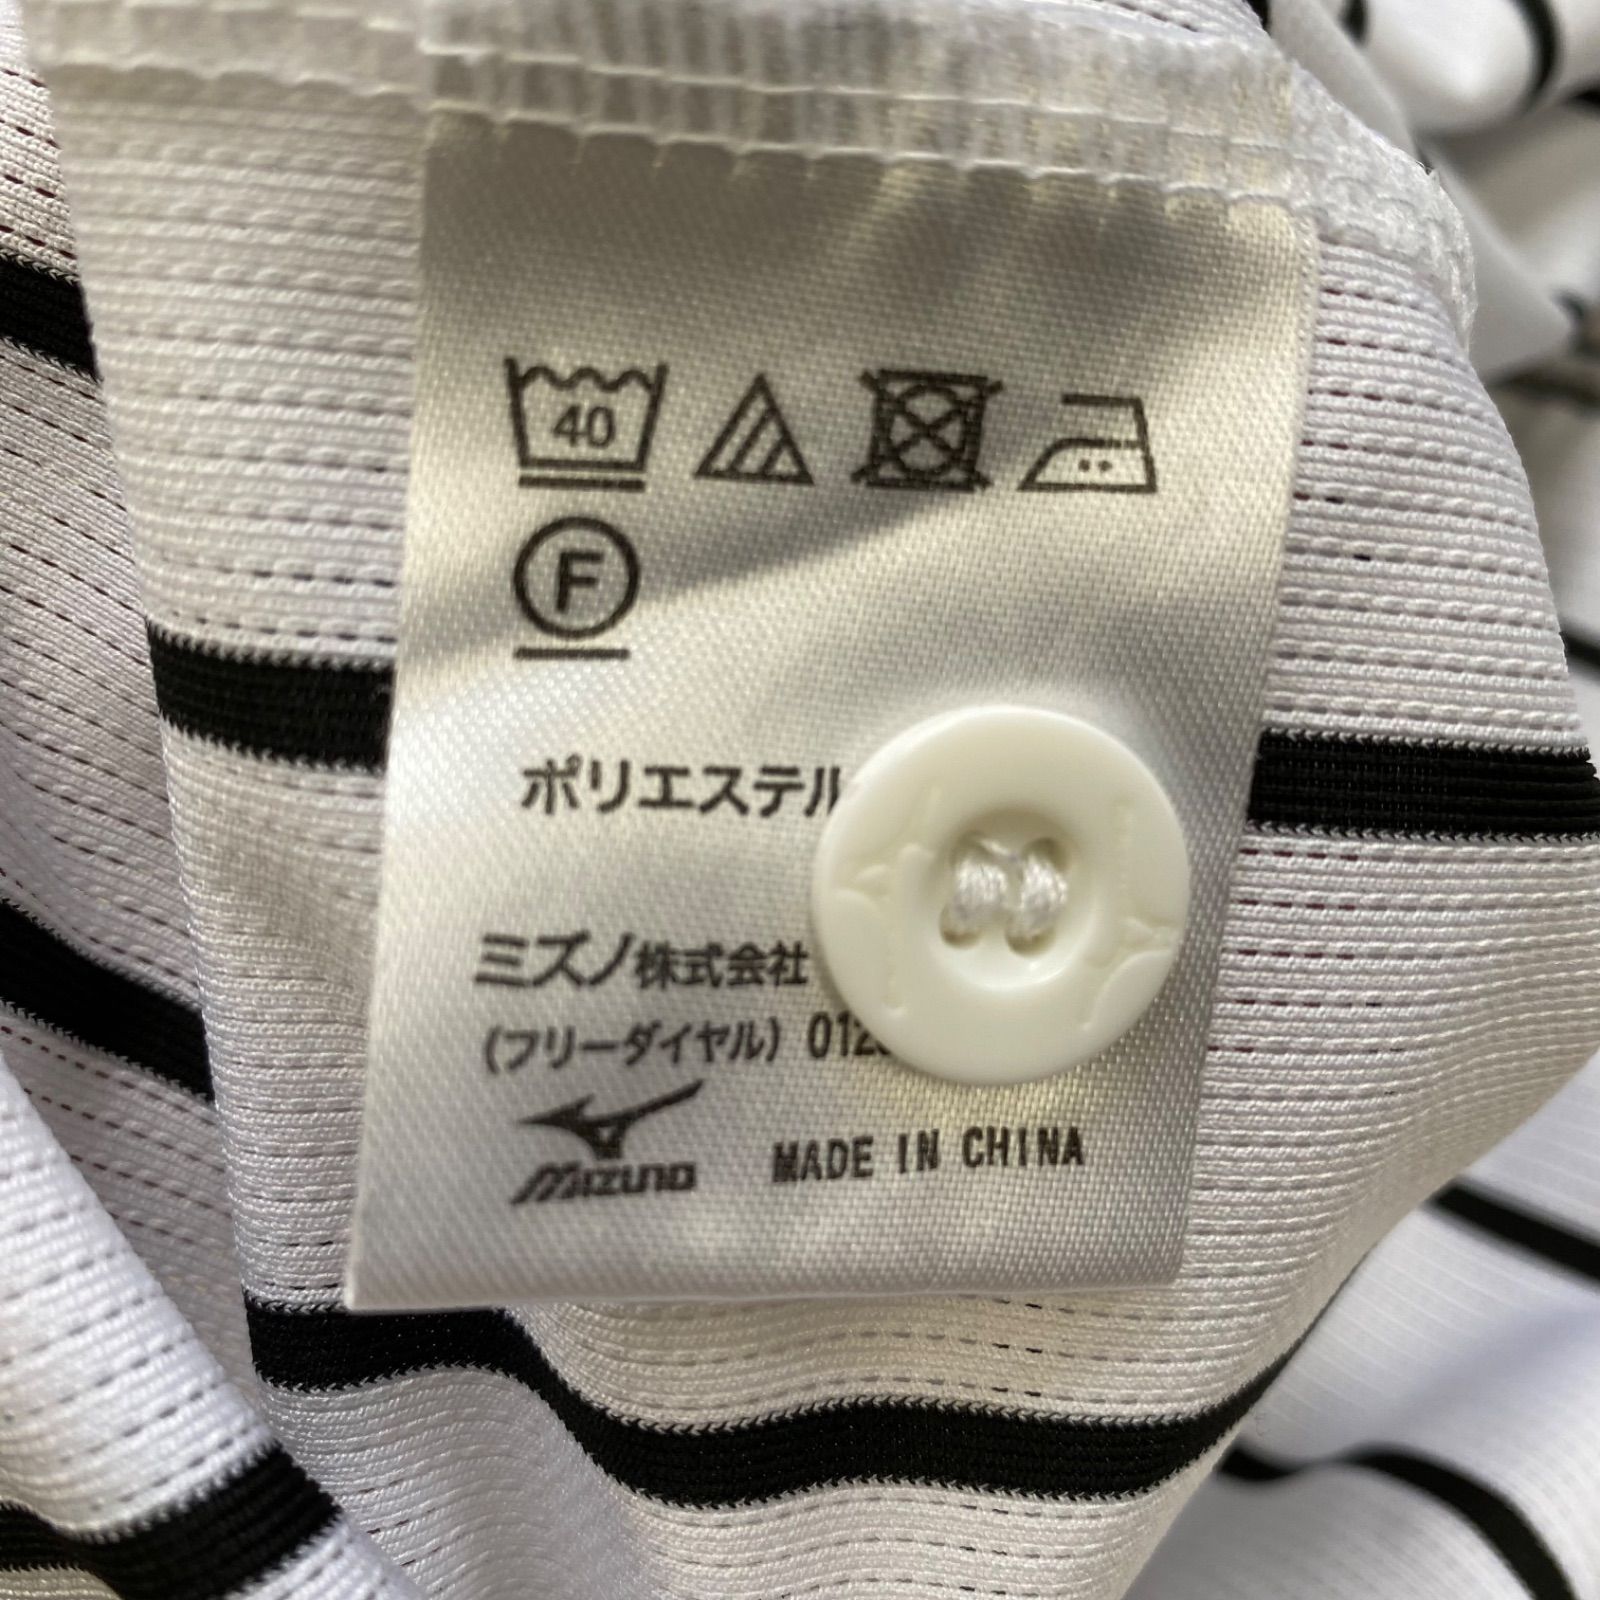 40
F
ポリエステル
ミズノ株式会社
(フリーダイヤル) 012
MIZUNO MADE IN CHINA